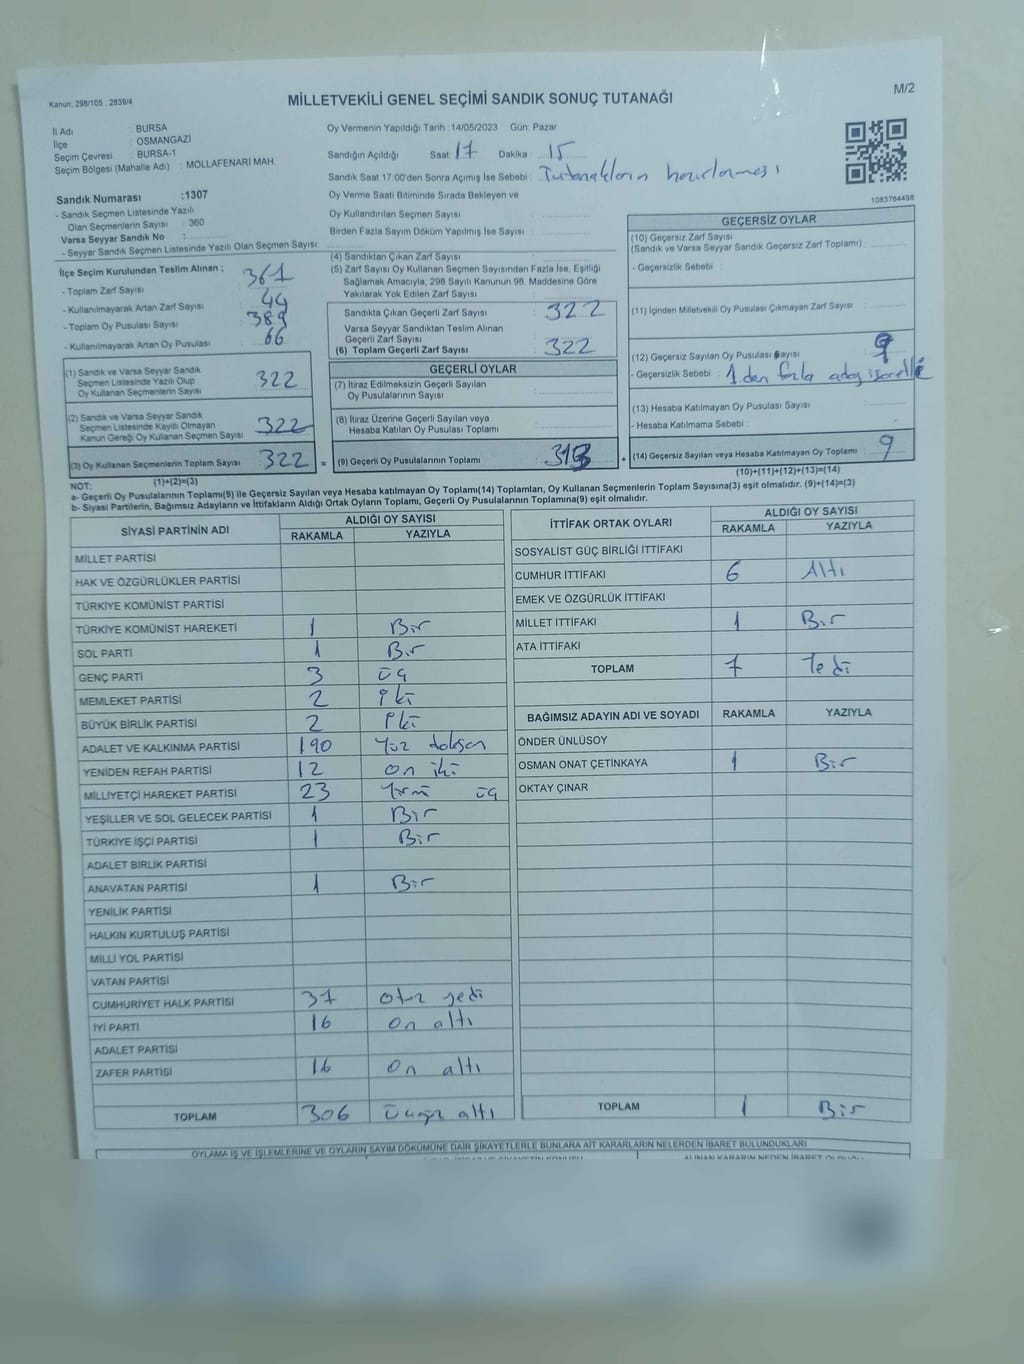 Kanun; 298/105 . 2839/4
MİLLETVEKİLİ GENEL SEÇİMİ SANDIK SONUÇ TUTANAĞI
M/2
İl Adı : BURSA
İlçe : OSMANGAZİ
Seçim Çevresi : BURSA-1
Seçim Bölgesi (Mahalle Adı) : MOLLAFENARİ MAH.
Oy Vermenin Yapıldığı Tarih :14/05/2023 Gün: Pazar
Sandığın Açıldığı Saat: 17 Dakika : 15
Sandık Saat 17.00'den Sonra Açımış İse Sebebi : Tutanakların hazırlanması
1083764498
Sandık Numarası :1307
- Sandık Seçmen Listesinde Yazılı
Olan Seçmenlerin Sayısı : 360
Varsa Seyyar Sandık No :
- Seyyar Sandık Seçmen Listesinde Yazılı Olan Seçmen Sayısı:
Oy Verme Saati Bitiminde Sırada Bekleyen ve
Oy Kullandırılan Seçmen Sayısı
Birden Fazla Sayım Döküm Yapılmış İse Sayısı
İlçe Seçim Kurulundan Teslim Alınan ;
- Toplam Zarf Sayısı 361
- Kullanılmayarak Artan Zarf Sayısı 44
- Toplam Oy Pusulası Sayısı 389
- Kullanılmayarak Artan Oy Pusulası 66
(1) Sandık ve Varsa Seyyar Sandık
Seçmen Listesinde Yazılı Olup
Oy Kullanan Seçmenlerin Sayısı 322
(2) Sandık ve Varsa Seyyar Sandık
Seçmen Listesinde Kayıtlı Olmayan
Kanun Gereği Oy Kullanan Seçmen Sayısı 322
(3) Oy Kullanan Seçmenlerin Toplam Sayısı 322 =
(1)+(2)=(3)
(4) Sandıktan Çıkan Zarf Sayısı
(5) Zarf Sayısı Oy Kullanan Seçmen Sayısından Fazla İse, Eşitliği
Sağlamak Amacıyla, 298 Sayılı Kanunun 98. Maddesine Göre
Yakılarak Yok Edilen Zarf Sayısı :
Sandıkta Çıkan Geçerli Zarf Sayısı : 322
Varsa Seyyar Sandıktan Teslim Alınan
Geçerli Zarf Sayısı
(6) Toplam Geçerli Zarf Sayısı 322
GEÇERLİ OYLAR
(7) İtiraz Edilmeksizin Geçerli Sayılan
Oy Pusulalarının Sayısı
(8) İtiraz Üzerine Geçerli Sayılan veya
Hesaba Katılan Oy Pusulası Toplamı
(9) Geçerli Oy Pusulalarının Toplamı 313 +
GEÇERSİZ OYLAR
(10) Geçersiz Zarf Sayısı
(Sandık ve Varsa Seyyar Sandık Geçersiz Zarf Toplamı) :
- Geçersizlik Sebebi :
(11) İçinden Milletvekili Oy Pusulası Çıkmayan Zarf Sayısı
(12) Geçersiz Sayılan Oy Pusulası Sayısı 9
- Geçersizlik Sebebi : 1 den fazla aday işaretle
(13) Hesaba Katılmayan Oy Pusulası Sayısı
- Hesaba Katılmama Sebebi :
(14) Geçersiz Sayılan veya Hesaba Katılmayan Oy Toplamı 9
(10)+(11)+(12)+(13)=(14)
NOT:
a- Geçerli Oy Pusulalarının Toplamı(9) ile Geçersiz Sayılan veya Hesaba katılmayan Oy Toplamı(14) Toplamları, Oy Kullanan Seçmenlerin Toplam Sayısına(3) eşit olmalıdır. (9)+(14)=(3)
b- Siyasi Partilerin, Bağımsız Adayların ve İttifakların Aldığı Ortak Oyların Toplamı, Geçerli Oy Pusulalarının Toplamına(9) eşit olmalıdır.
SİYASİ PARTİNİN ADI ALDIĞI OY SAYISI
RAKAMLA YAZIYLA
MİLLET PARTİSİ
HAK VE ÖZGÜRLÜKLER PARTİSİ
TÜRKİYE KOMÜNİST PARTİSİ
TÜRKİYE KOMÜNİST HAREKETİ 1 Bir
SOL PARTİ 1 Bir
GENÇ PARTİ 3 üç
MEMLEKET PARTİSİ 2 iki
BÜYÜK BİRLİK PARTİSİ 2 iki
ADALET VE KALKINMA PARTİSİ 190 Yüz doksan
YENİDEN REFAH PARTİSİ 12 on iki
MİLLİYETÇİ HAREKET PARTİSİ 23 Yirmi üç
YEŞİLLER VE SOL GELECEK PARTİSİ 1 Bir
TÜRKİYE İŞÇİ PARTİSİ 1 Bir
ADALET BİRLİK PARTİSİ
ANAVATAN PARTİSİ 1 Bir
YENİLİK PARTİSİ
HALKIN KURTULUŞ PARTİSİ
MİLLİ YOL PARTİSİ
VATAN PARTİSİ
CUMHURİYET HALK PARTİSİ 37 otuz yedi
İYİ PARTİ 16 on altı
ADALET PARTİSİ
ZAFER PARTİSİ 16 On altı
TOPLAM 306 üçyüz altı
İTTİFAK ORTAK OYLARI ALDIĞI OY SAYISI
RAKAMLA YAZIYLA
SOSYALİST GÜÇ BİRLİĞİ İTTİFAKI
CUMHUR İTTİFAKI 6 Altı
EMEK VE ÖZGÜRLÜK İTTİFAKI
MİLLET İTTİFAKI 1 Bir
ATA İTTİFAKI
TOPLAM 7 Yedi
BAĞIMSIZ ADAYIN ADI VE SOYADI RAKAMLA YAZIYLA
ÖNDER ÜNLÜSOY
OSMAN ONAT ÇETİNKAYA 1 Bir
OKTAY ÇINAR
TOPLAM 1 Bir
OYLAMA İŞ VE İŞLEMLERİNE VE OYLARIN SAYIM DÖKÜMÜNE DAİR ŞİKAYETLERLE BUNLARA AİT KARARLARIN NELERDEN İBARET BULUNDUKLARI